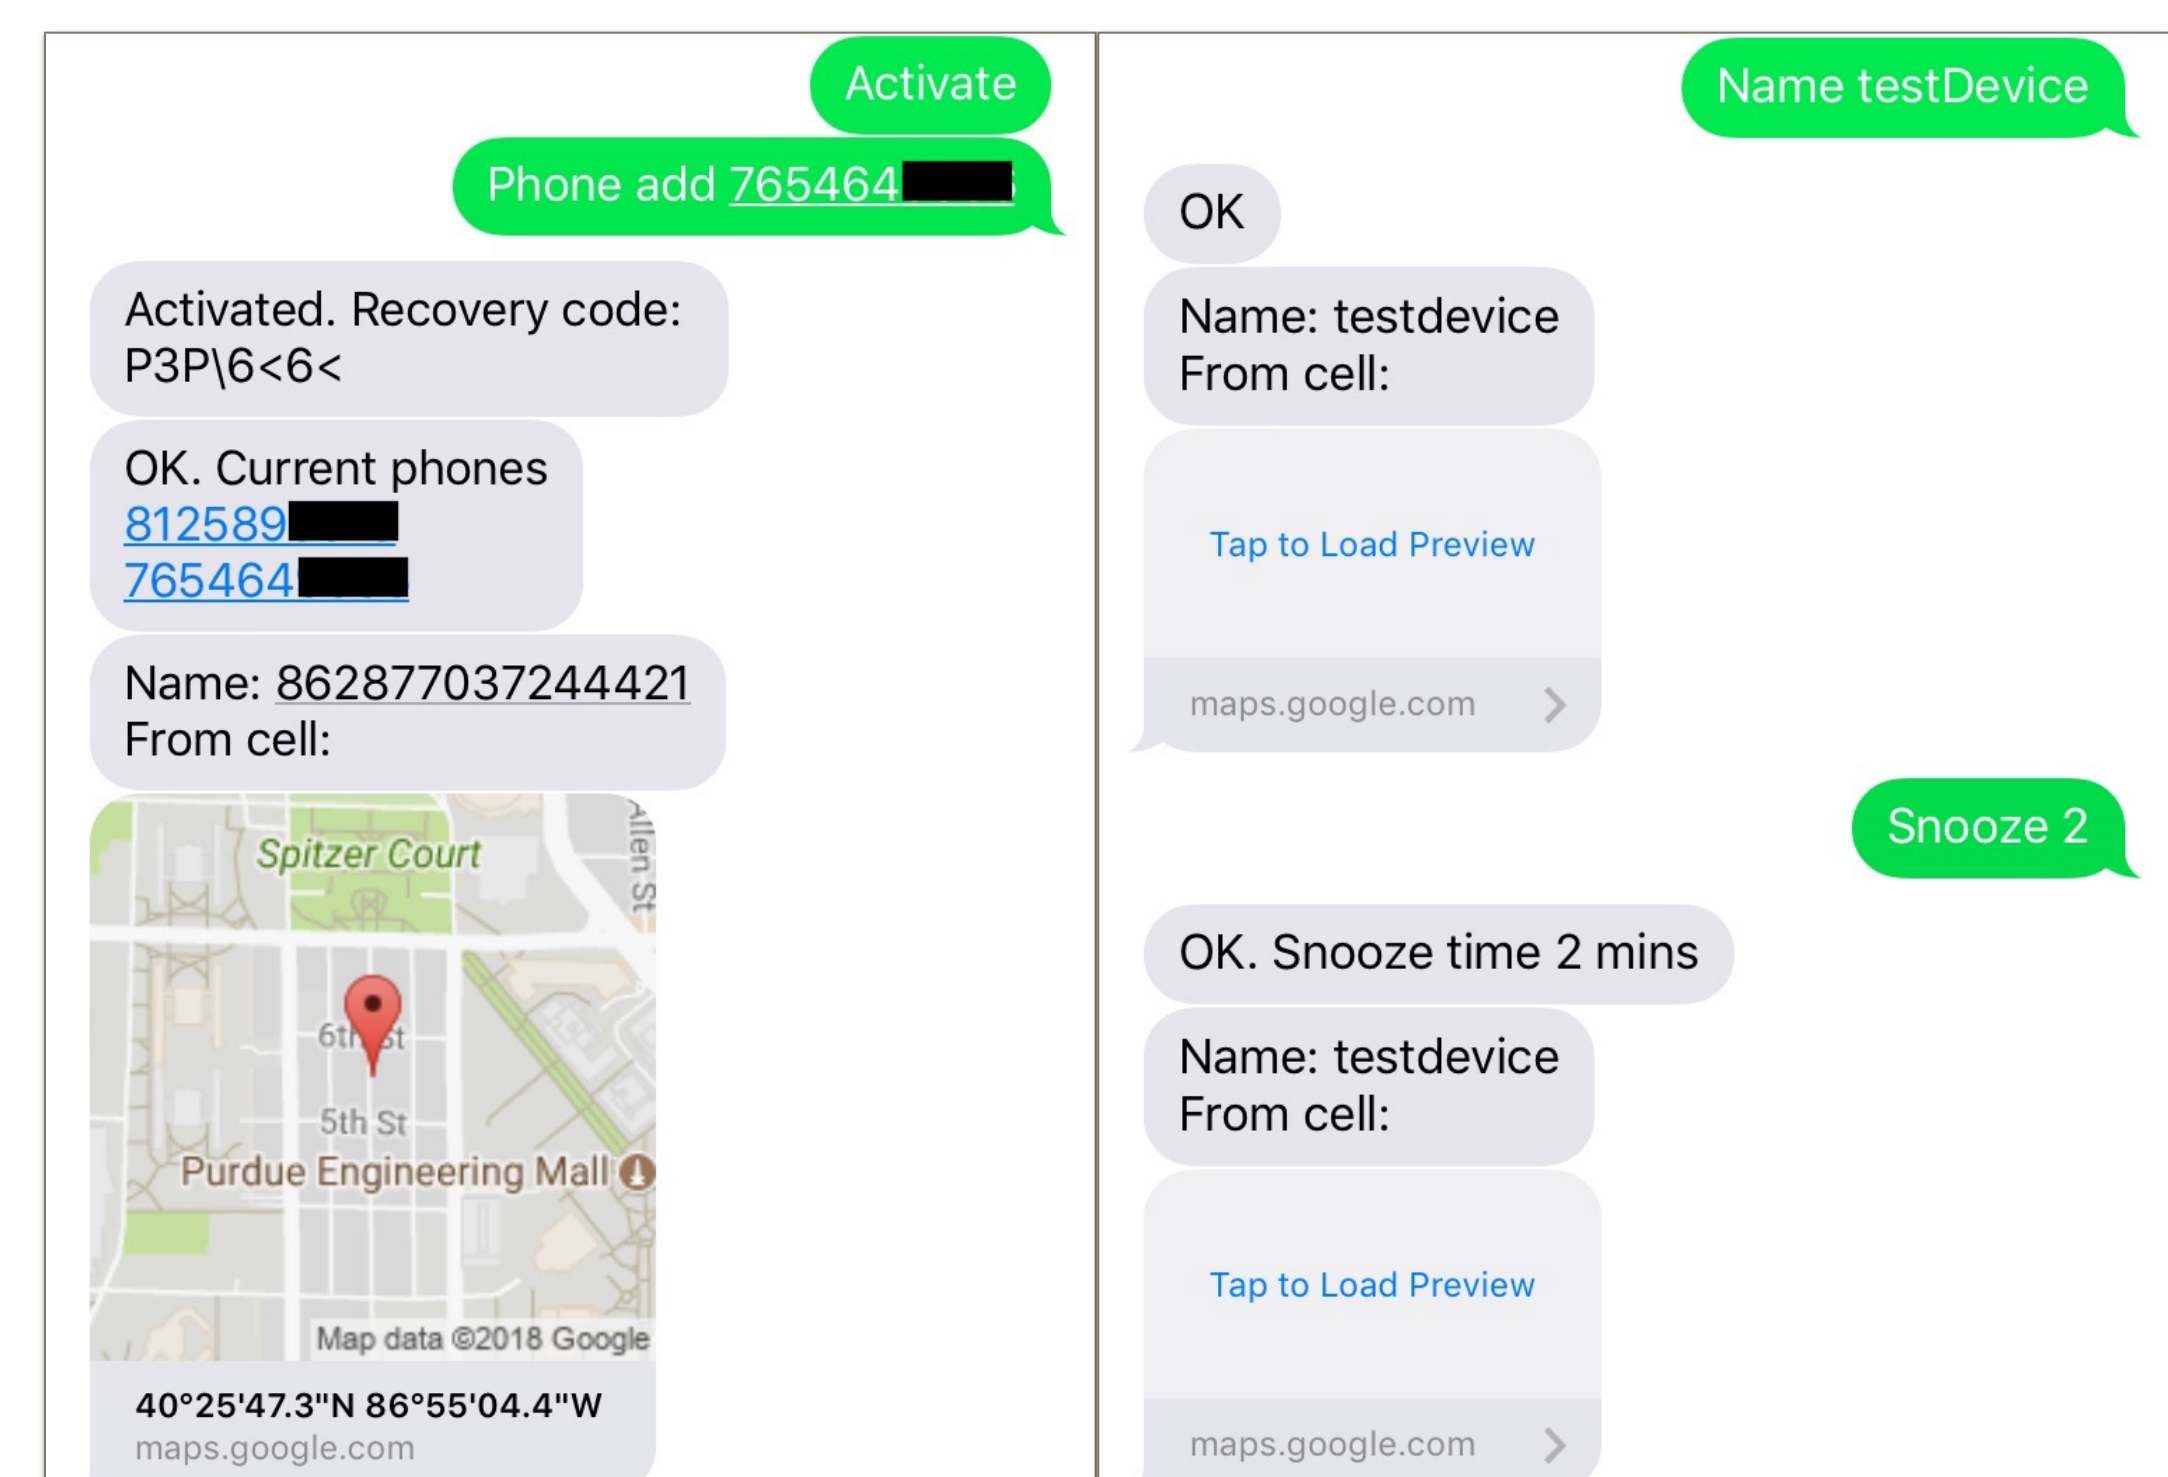 Activate
Phone add 765464
Activated. Recovery code:
P3P\6<6<
OK. Current phones
812589
765464
Name: 862877037244421
From cell:
Spitzer Court
Allen St
6th St
5th St
Purdue Engineering Mall
Map data ©2018 Google
40°25'47.3"N 86°55'04.4"W
maps.google.com
Name testDevice
OK
Name: testdevice
From cell:
Tap to Load Preview
maps.google.com
Snooze 2
OK. Snooze time 2 mins
Name: testdevice
From cell:
Tap to Load Preview
maps.google.com